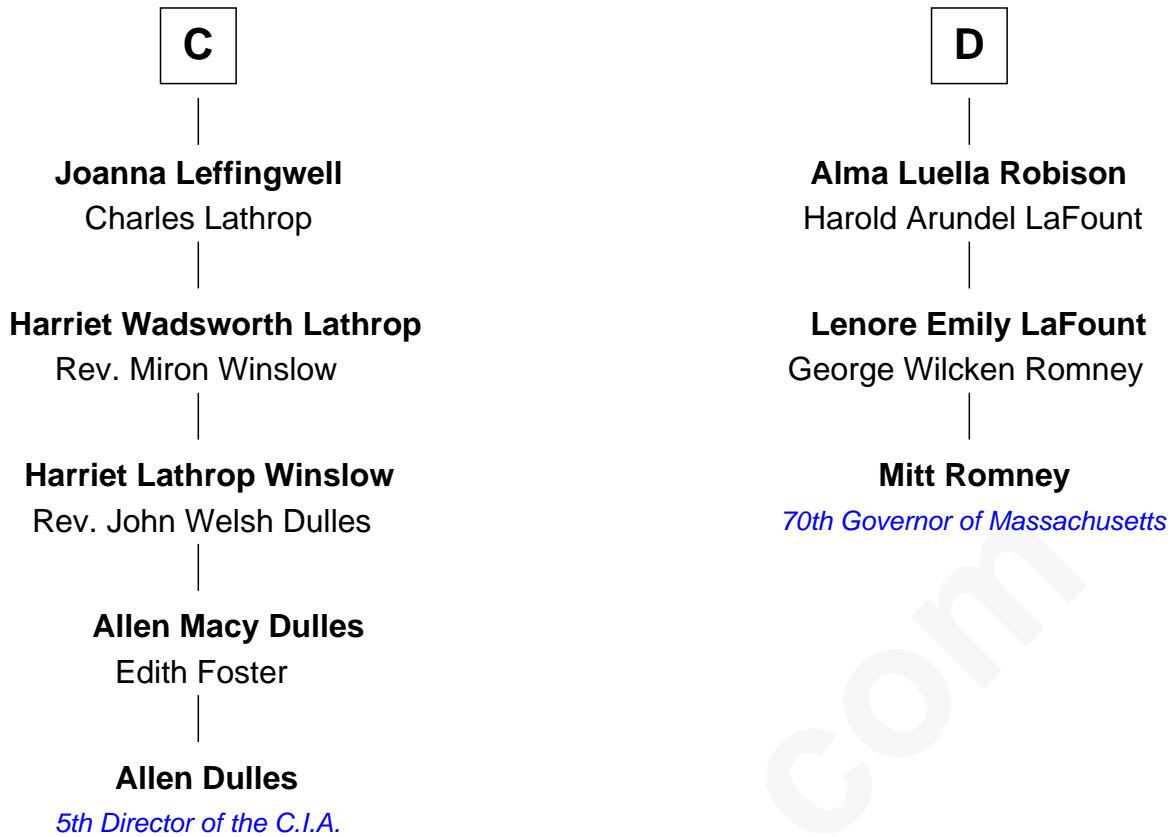 C
Joanna Leffingwell
Charles Lathrop
Harriet Wadsworth Lathrop
Rev. Miron Winslow
Harriet Lathrop Winslow
Rev. John Welsh Dulles
Allen Macy Dulles
Edith Foster
Allen Dulles
5th Director of the C.I.A.
D
Alma Luella Robison
Harold Arundel LaFount
Lenore Emily LaFount
George Wilcken Romney
Mitt Romney
70th Governor of Massachusetts
com